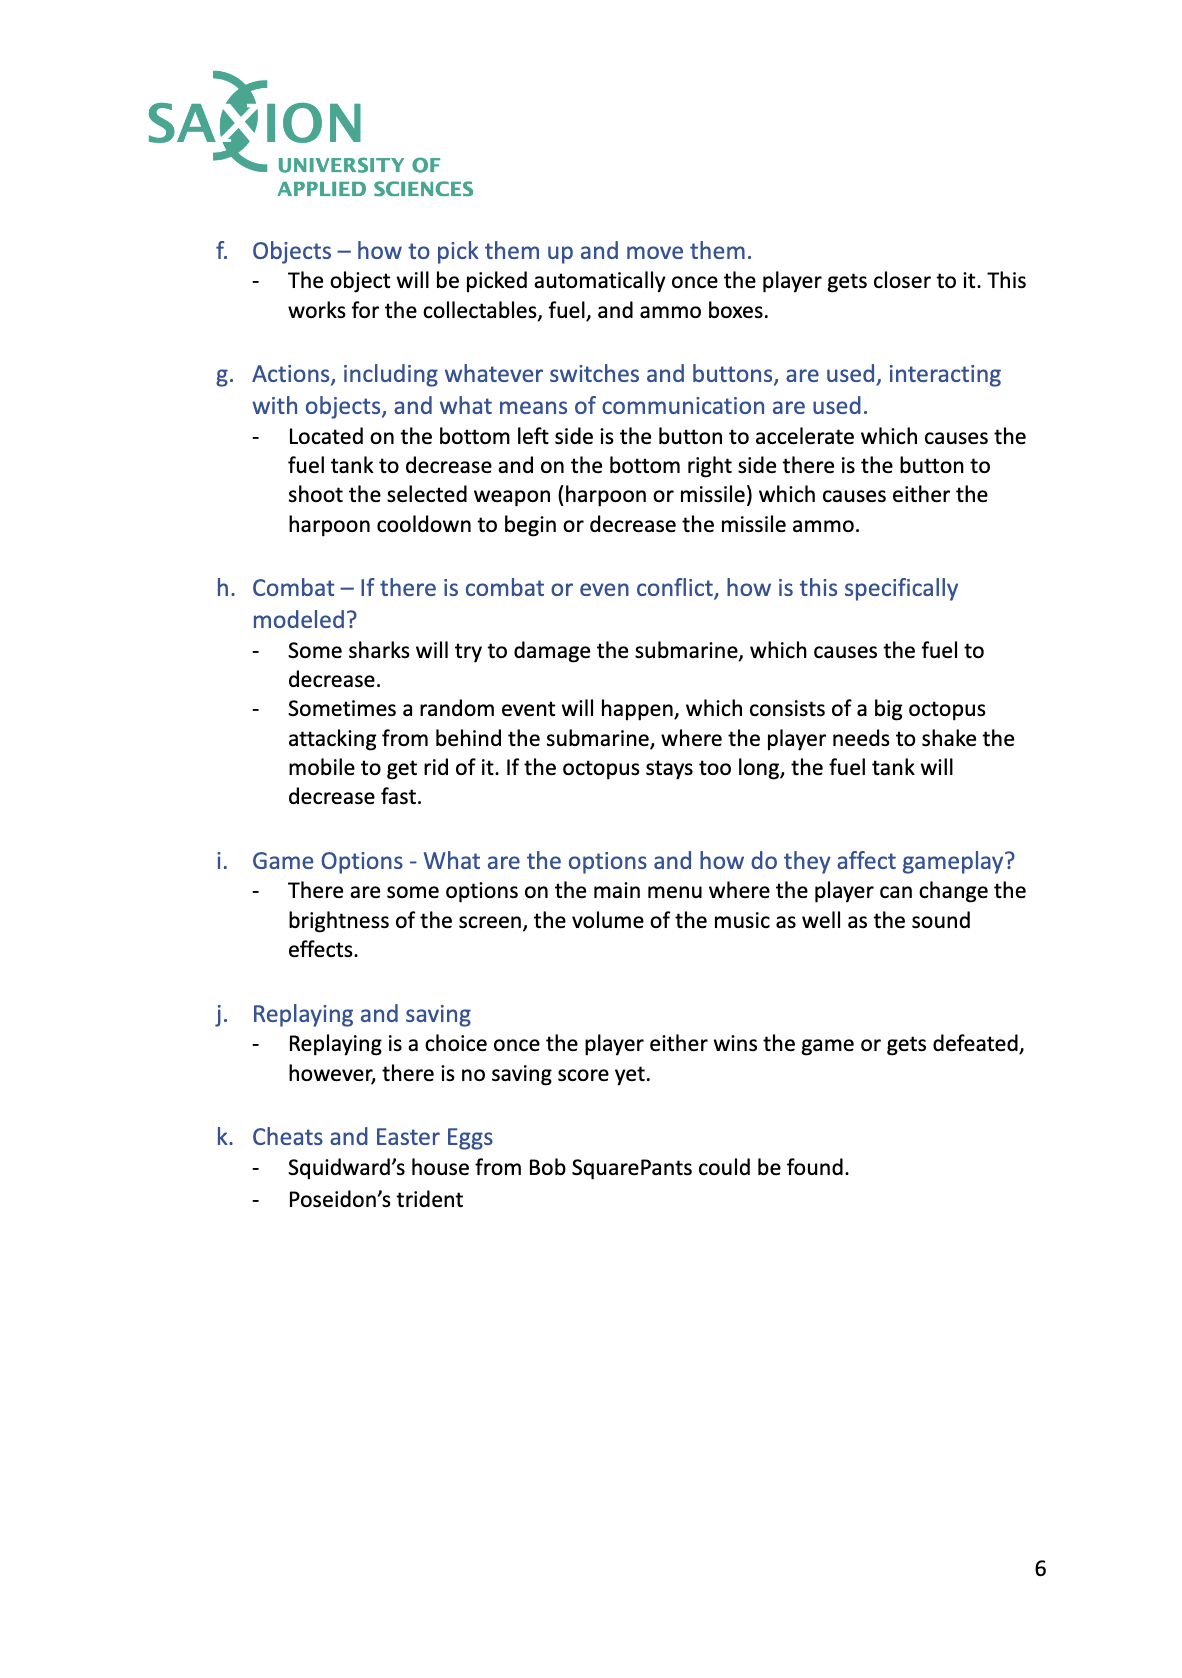 SAXION
UNIVERSITY OF
APPLIED SCIENCES
f. Objects – how to pick them up and move them.
- The object will be picked automatically once the player gets closer to it. This
works for the collectables, fuel, and ammo boxes.
g. Actions, including whatever switches and buttons, are used, interacting
with objects, and what means of communication are used.
- Located on the bottom left side is the button to accelerate which causes the
fuel tank to decrease and on the bottom right side there is the button to
shoot the selected weapon (harpoon or missile) which causes either the
harpoon cooldown to begin or decrease the missile ammo.
h. Combat – If there is combat or even conflict, how is this specifically
modeled?
- Some sharks will try to damage the submarine, which causes the fuel to
decrease.
- Sometimes a random event will happen, which consists of a big octopus
attacking from behind the submarine, where the player needs to shake the
mobile to get rid of it. If the octopus stays too long, the fuel tank will
decrease fast.
i. Game Options - What are the options and how do they affect gameplay?
- There are some options on the main menu where the player can change the
brightness of the screen, the volume of the music as well as the sound
effects.
j. Replaying and saving
- Replaying is a choice once the player either wins the game or gets defeated,
however, there is no saving score yet.
k. Cheats and Easter Eggs
- Squidward’s house from Bob SquarePants could be found.
- Poseidon’s trident
6